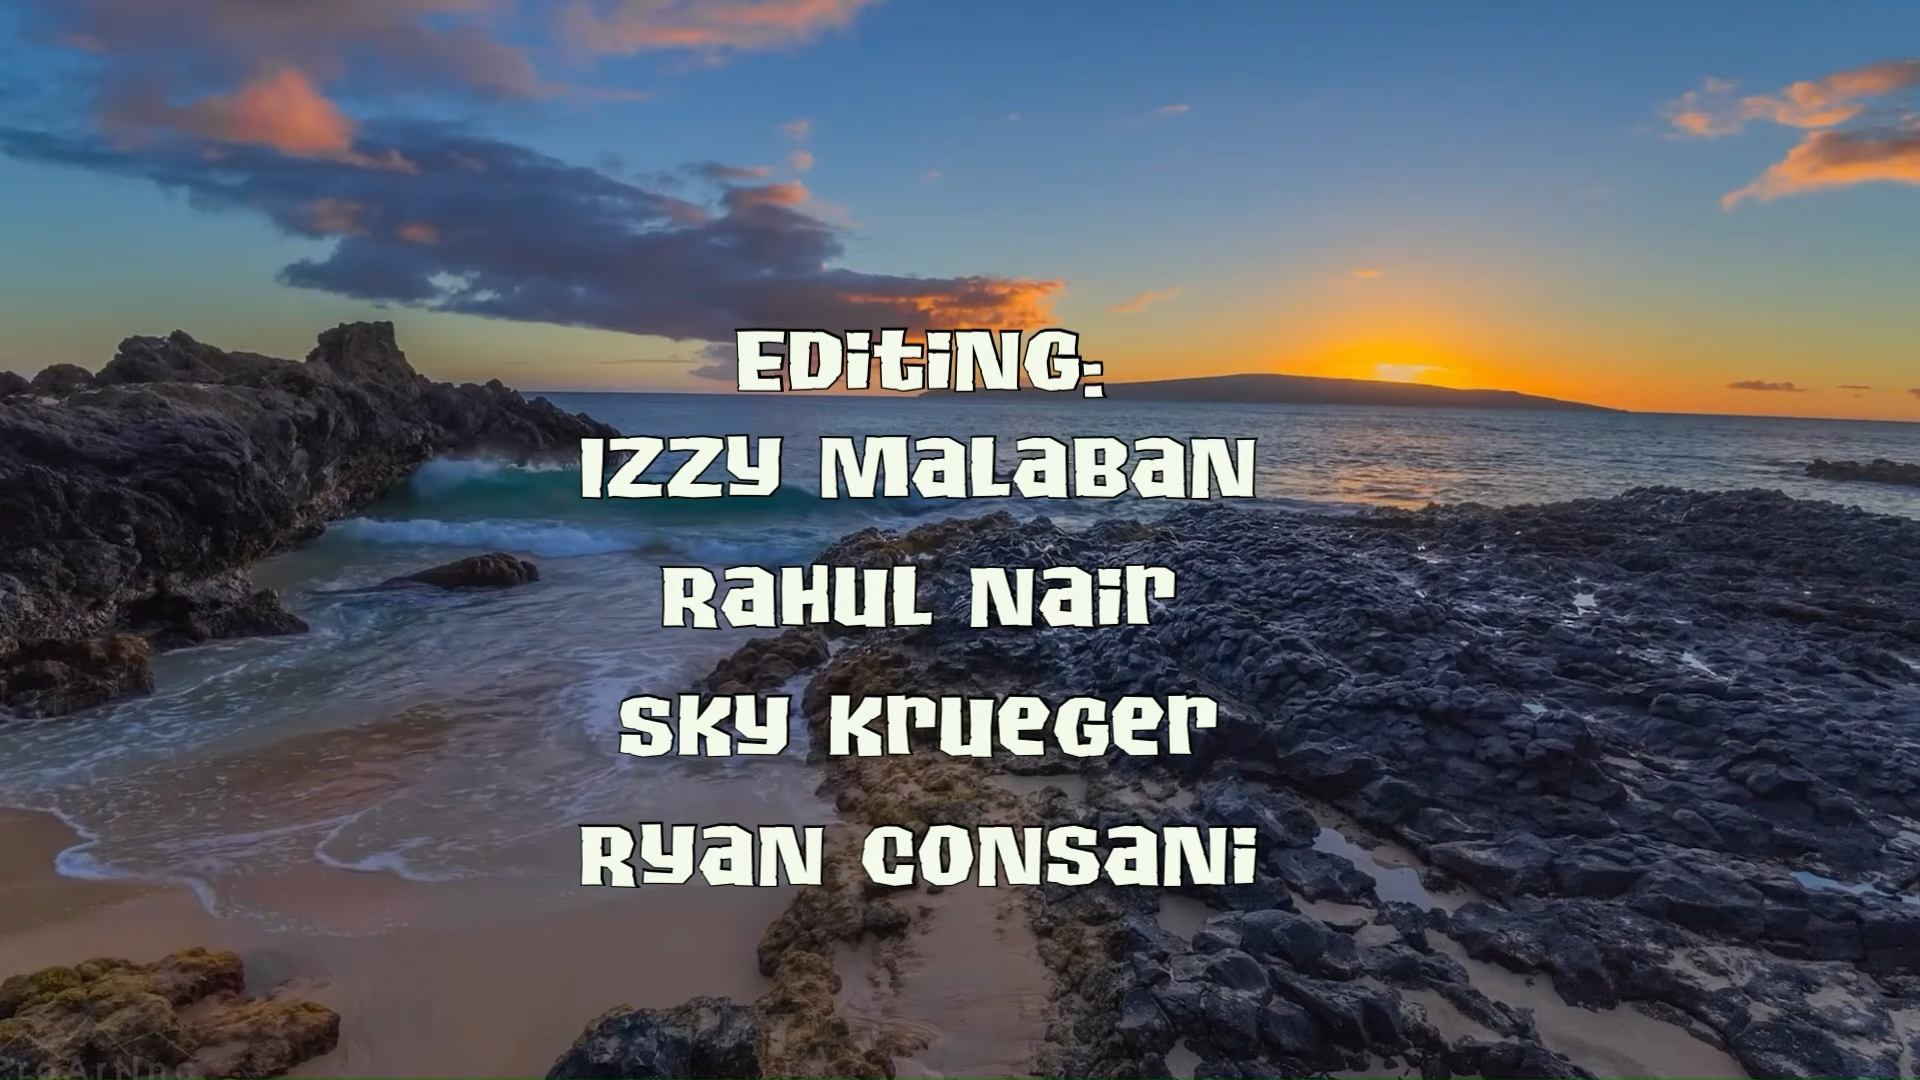 EDitiNG:
IZZY MaLaBaN
RaHUL Nair
SKY KrUeGer
RYaN CONSaNi